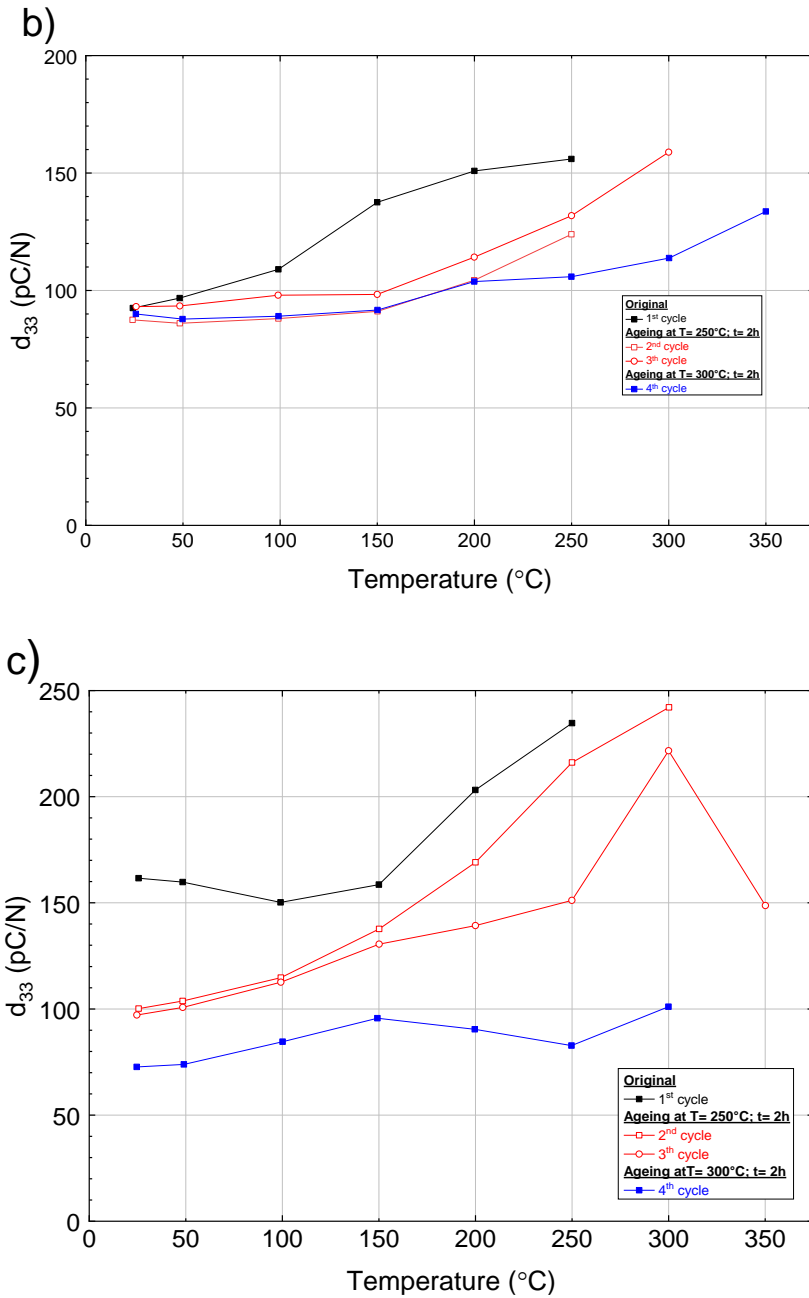 b)
200
150
100
50
0
d33 (pC/N)
Original
1st cycle
Ageing at T= 250°C; t= 2h
2nd cycle
3th cycle
Ageing at T= 300°C; t= 2h
4th cycle
0 50 100 150 200 250 300 350
Temperature (°C)
c)
250
200
150
100
50
0
d33 (pC/N)
Original
1st cycle
Ageing at T= 250°C; t= 2h
2nd cycle
3th cycle
Ageing atT= 300°C; t= 2h
4th cycle
0 50 100 150 200 250 300 350
Temperature (°C)